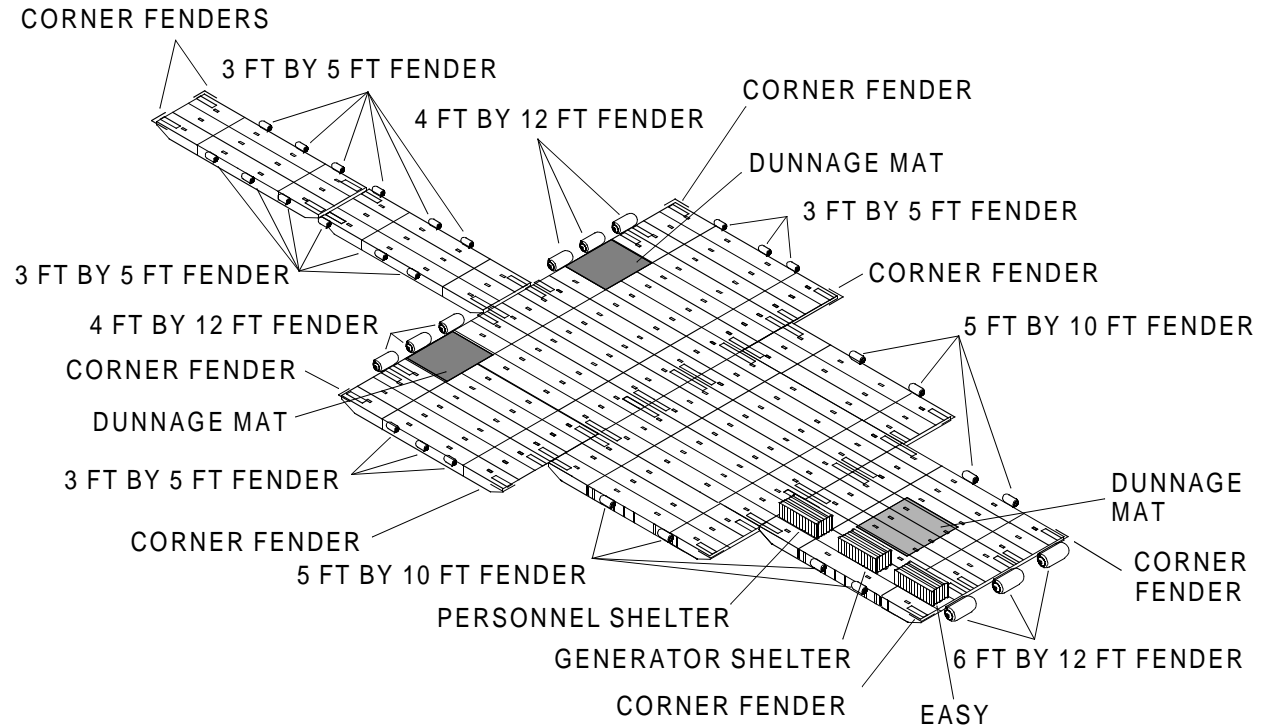 CORNER FENDERS
3 FT BY 5 FT FENDER
CORNER FENDER
4 FT BY 12 FT FENDER
DUNNAGE MAT
3 FT BY 5 FT FENDER
CORNER FENDER
3 FT BY 5 FT FENDER
4 FT BY 12 FT FENDER
5 FT BY 10 FT FENDER
CORNER FENDER
DUNNAGE MAT
3 FT BY 5 FT FENDER
DUNNAGE
MAT
CORNER FENDER
CORNER
FENDER
5 FT BY 10 FT FENDER
PERSONNEL SHELTER
GENERATOR SHELTER
6 FT BY 12 FT FENDER
CORNER FENDER
EASY